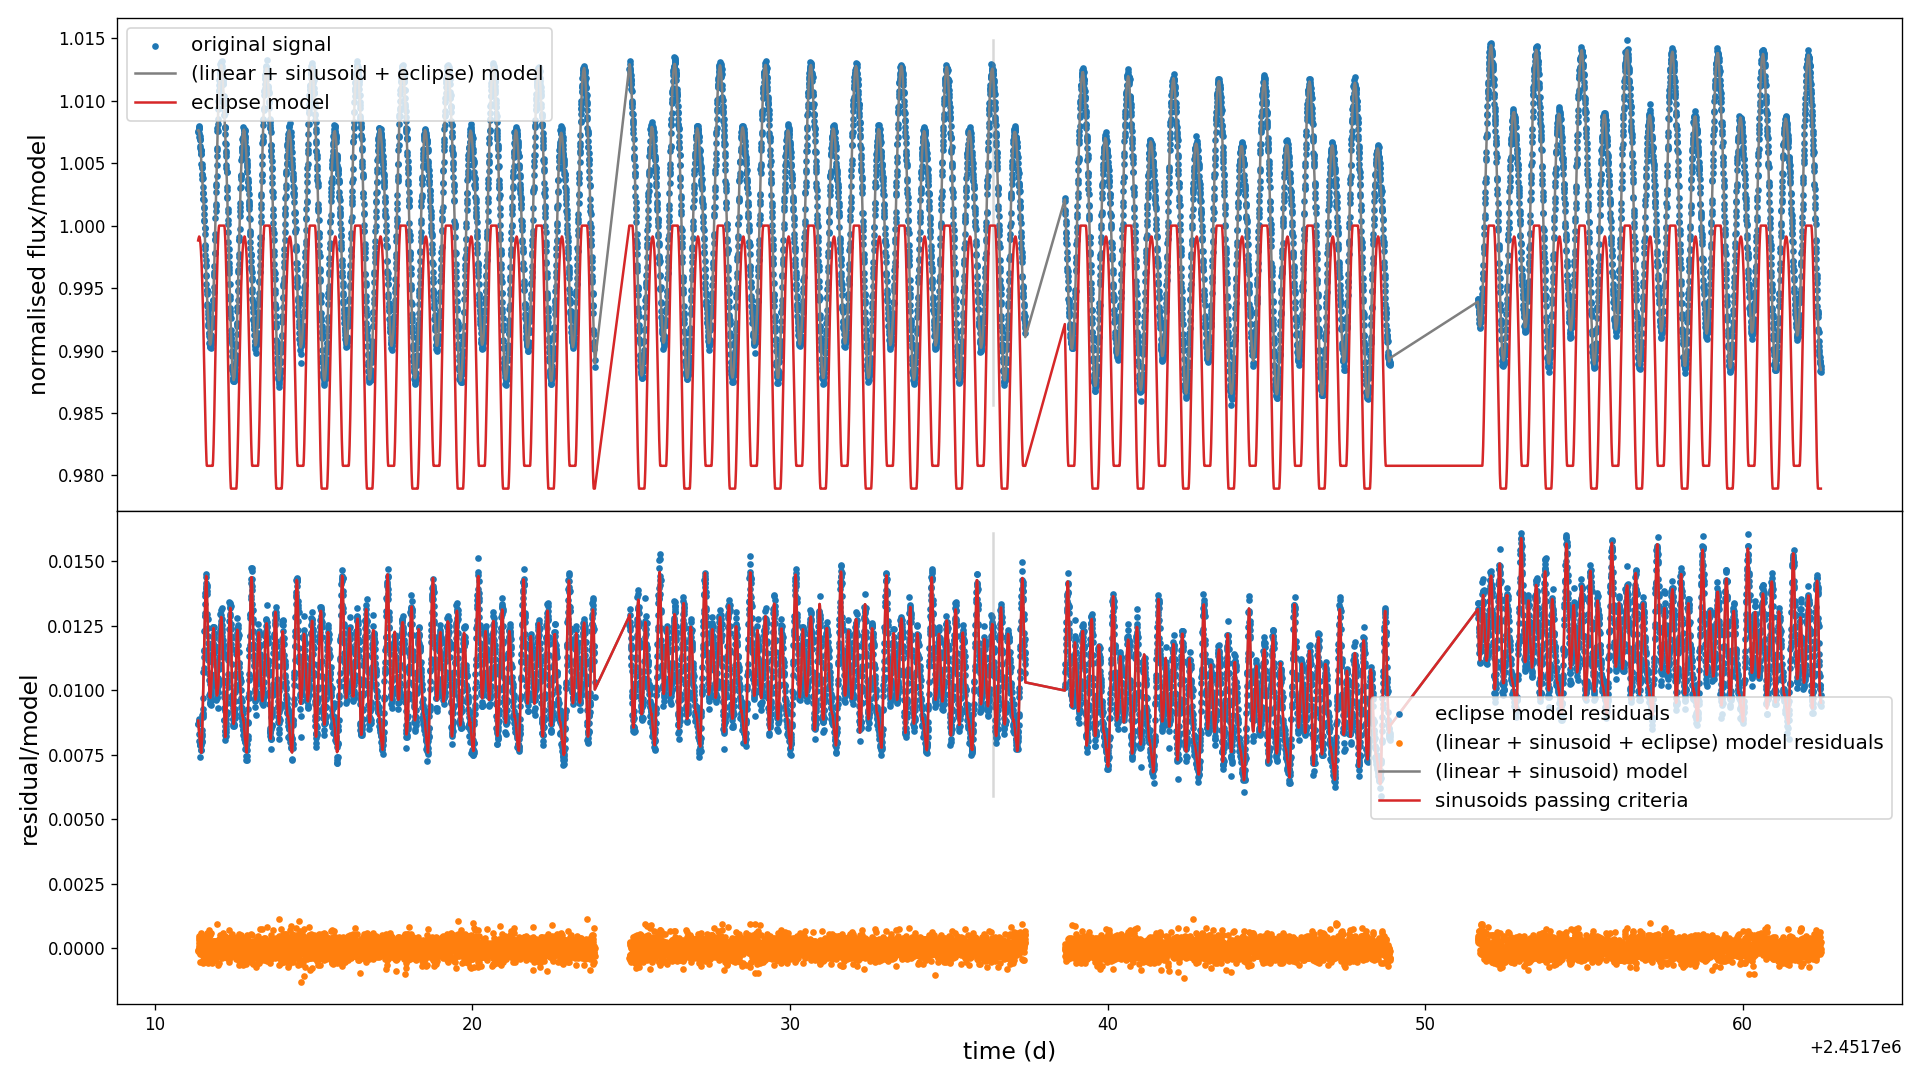 original signal
(linear + sinusoid + eclipse) model
eclipse model
1.015
1.010
1.005
1.000
0.995
0.990
0.985
0.980
normalised flux/model
eclipse model residuals
(linear + sinusoid + eclipse) model residuals
(linear + sinusoid) model
sinusoids passing criteria
0.0150
0.0125
0.0100
0.0075
0.0050
0.0025
0.0000
residual/model
10 20 30 40 50 60
time (d)
+2.4517e6